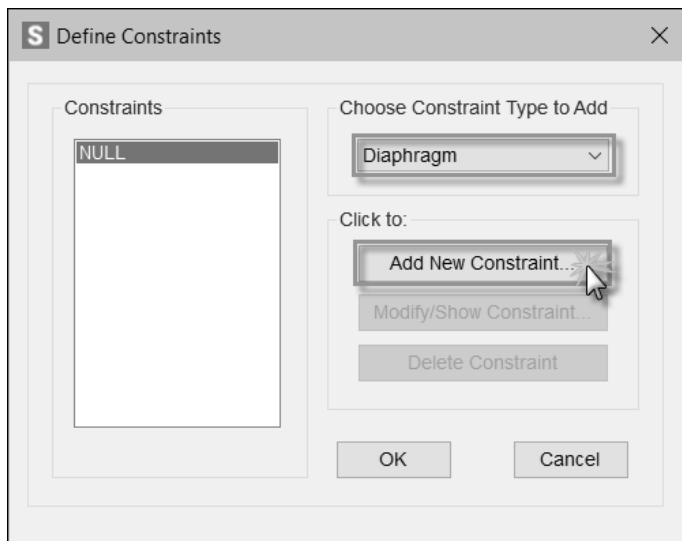 S Define Constraints
Constraints
NULL
Choose Constraint Type to Add
Diaphragm
Click to:
Add New Constraint...
Modify/Show Constraint...
Delete Constraint
OK
Cancel